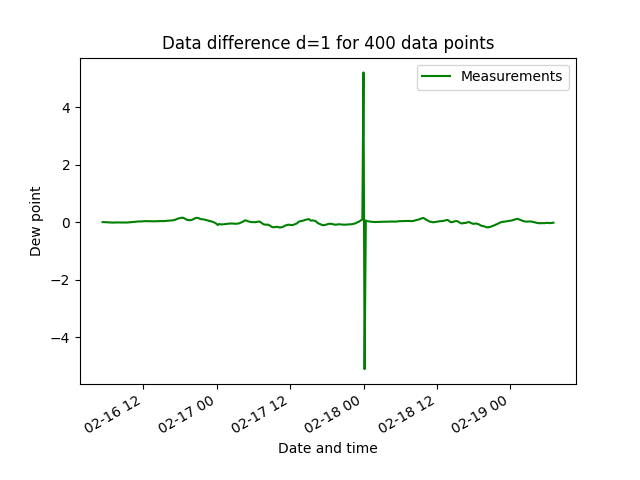 Data difference d=1 for 400 data points
Measurements
4
2
0
−2
−4
Dew point
02-16 12
02-17 00
02-17 12
02-18 00
02-18 12
02-19 00
Date and time